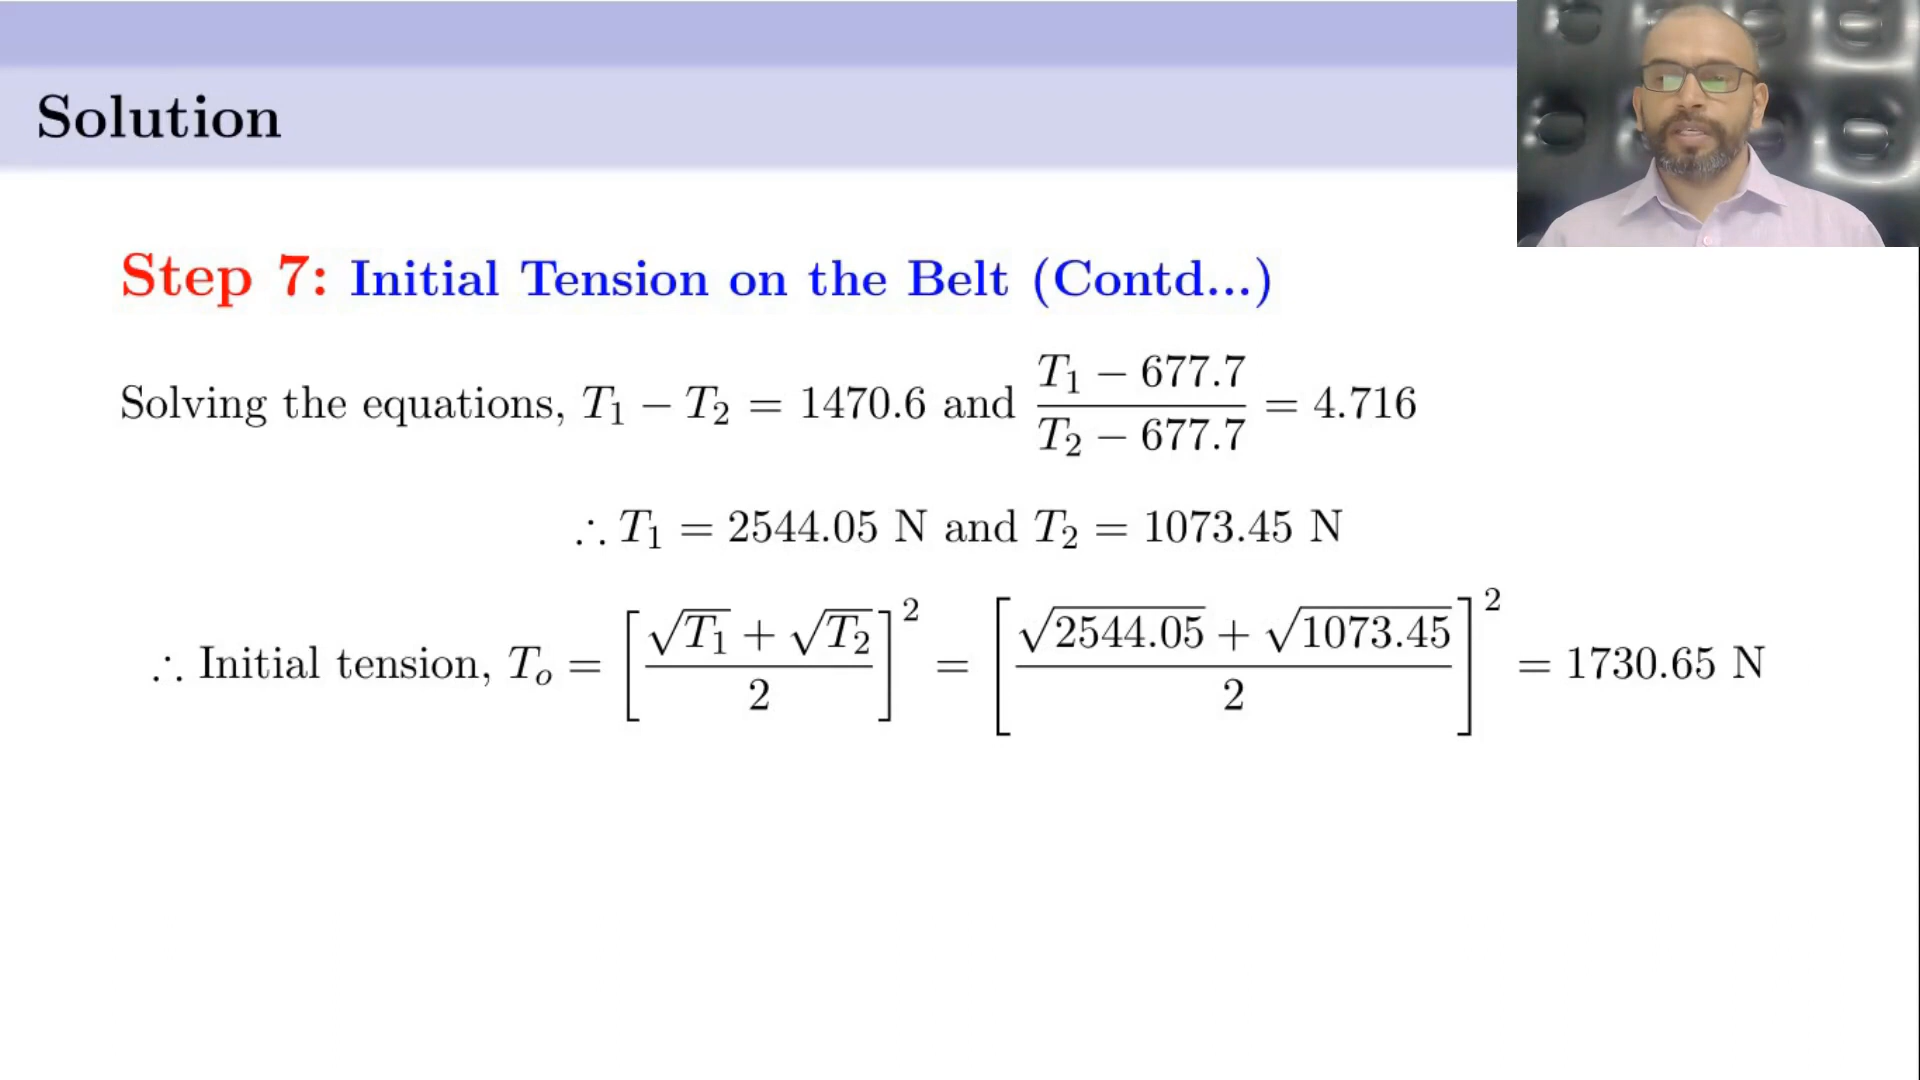 Solution
Step 7: Initial Tension on the Belt (Contd...)
Solving the equations, T₁ − T₂ = 1470.6 and (T₁ − 677.7)/(T₂ − 677.7) = 4.716
∴ T₁ = 2544.05 N and T₂ = 1073.45 N
∴ Initial tension, Tₒ = [(√T₁ + √T₂)/2]² = [(√2544.05 + √1073.45)/2]² = 1730.65 N